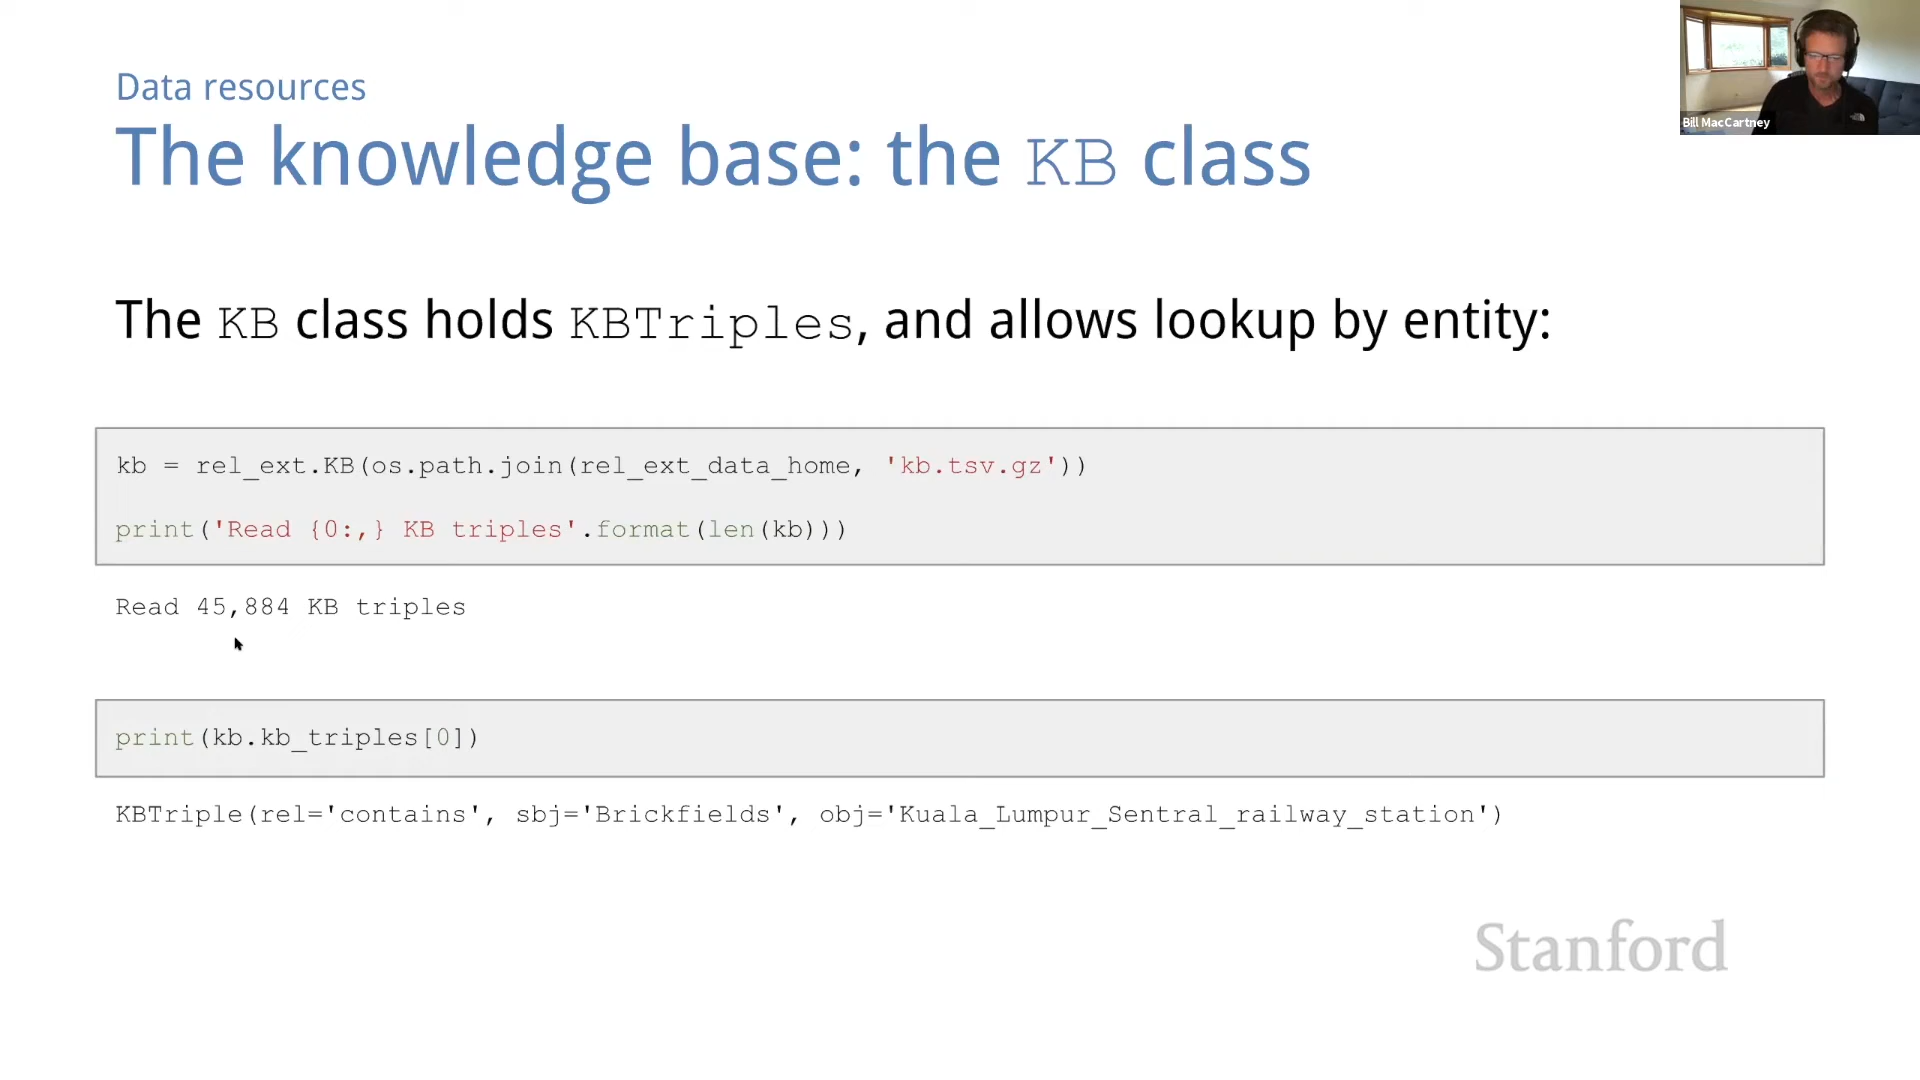 Data resources
The knowledge base: the KB class
Bill MacCartney
The KB class holds KBTriples, and allows lookup by entity:
kb = rel_ext.KB(os.path.join(rel_ext_data_home, 'kb.tsv.gz'))
print('Read {0:,} KB triples'.format(len(kb)))
Read 45,884 KB triples
print(kb.kb_triples[0])
KBTriple(rel='contains', sbj='Brickfields', obj='Kuala_Lumpur_Sentral_railway_station')
Stanford